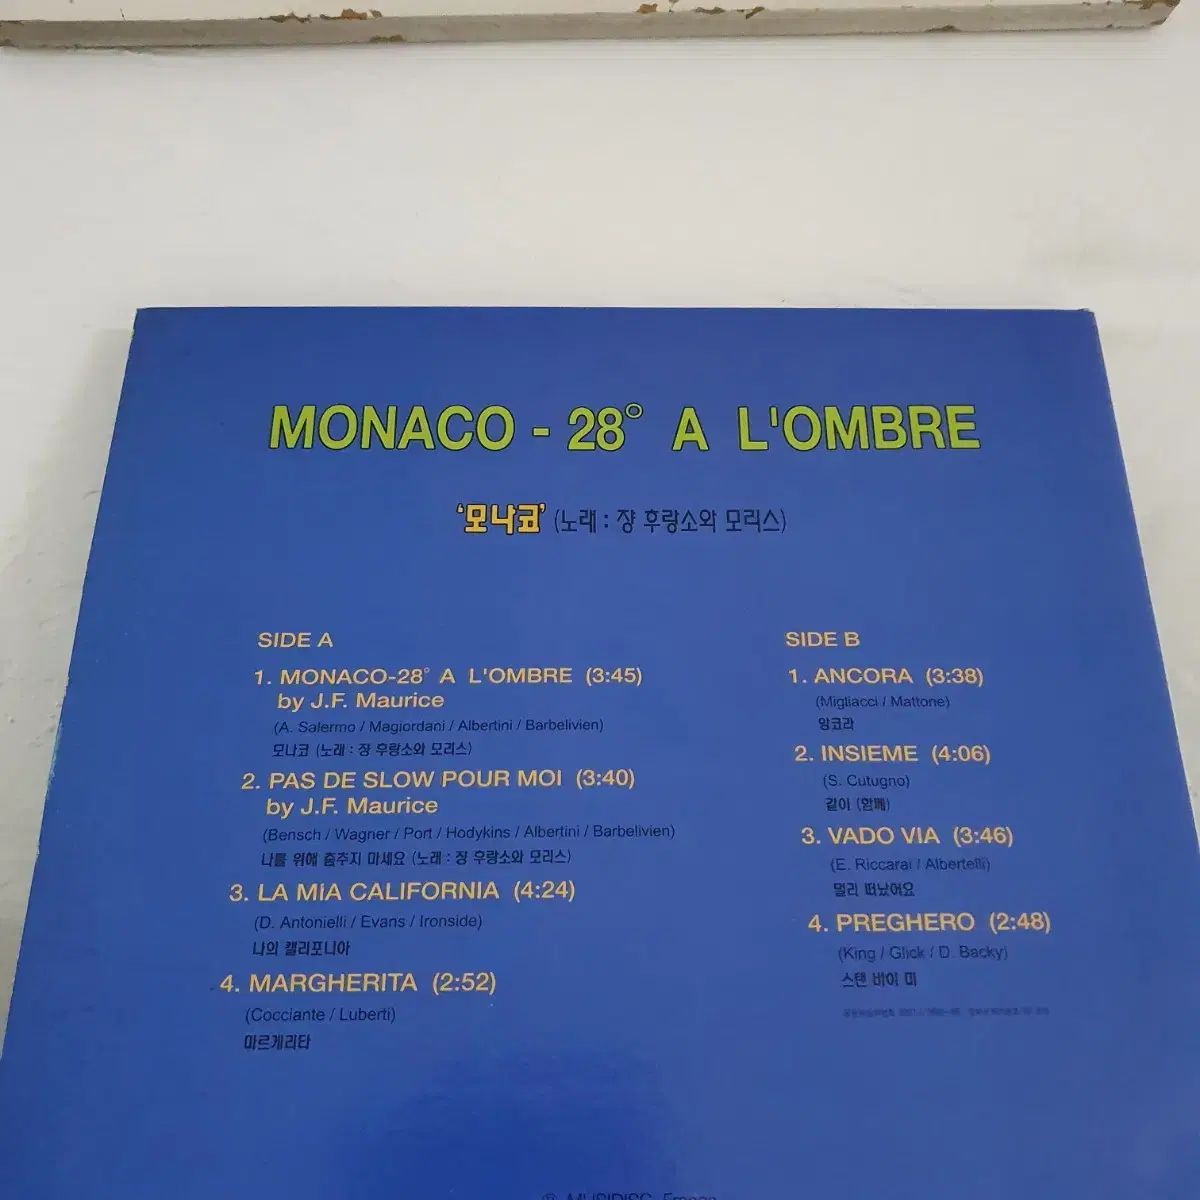 MONACO - 28° A L'OMBRE
'모나코' (노래 : 쟝 후랑소와 모리스)
SIDE A
1. MONACO-28° A L'OMBRE (3:45)
by J.F. Maurice
(A. Salermo / Magiordani / Albertini / Barbelivien)
모나코 (노래 : 쟝 후랑소와 모리스)
2. PAS DE SLOW POUR MOI (3:40)
by J.F. Maurice
(Bensch / Wagner / Port / Hodykins / Albertini / Barbelivien)
나를 위해 춤추지 마세요 (노래 : 쟝 후랑소와 모리스)
3. LA MIA CALIFORNIA (4:24)
(D. Antonielli / Evans / Ironside)
나의 캘리포니아
4. MARGHERITA (2:52)
(Cocciante / Luberti)
마르게리타
SIDE B
1. ANCORA (3:38)
(Migliacci / Mattone)
앙코라
2. INSIEME (4:06)
(S. Cutugno)
같이 (함께)
3. VADO VIA (3:46)
(E. Riccarai / Albertelli)
멀리 떠났어요
4. PREGHERO (2:48)
(King / Glick / D. Backy)
스탠 바이 미
MUSIDISC, France